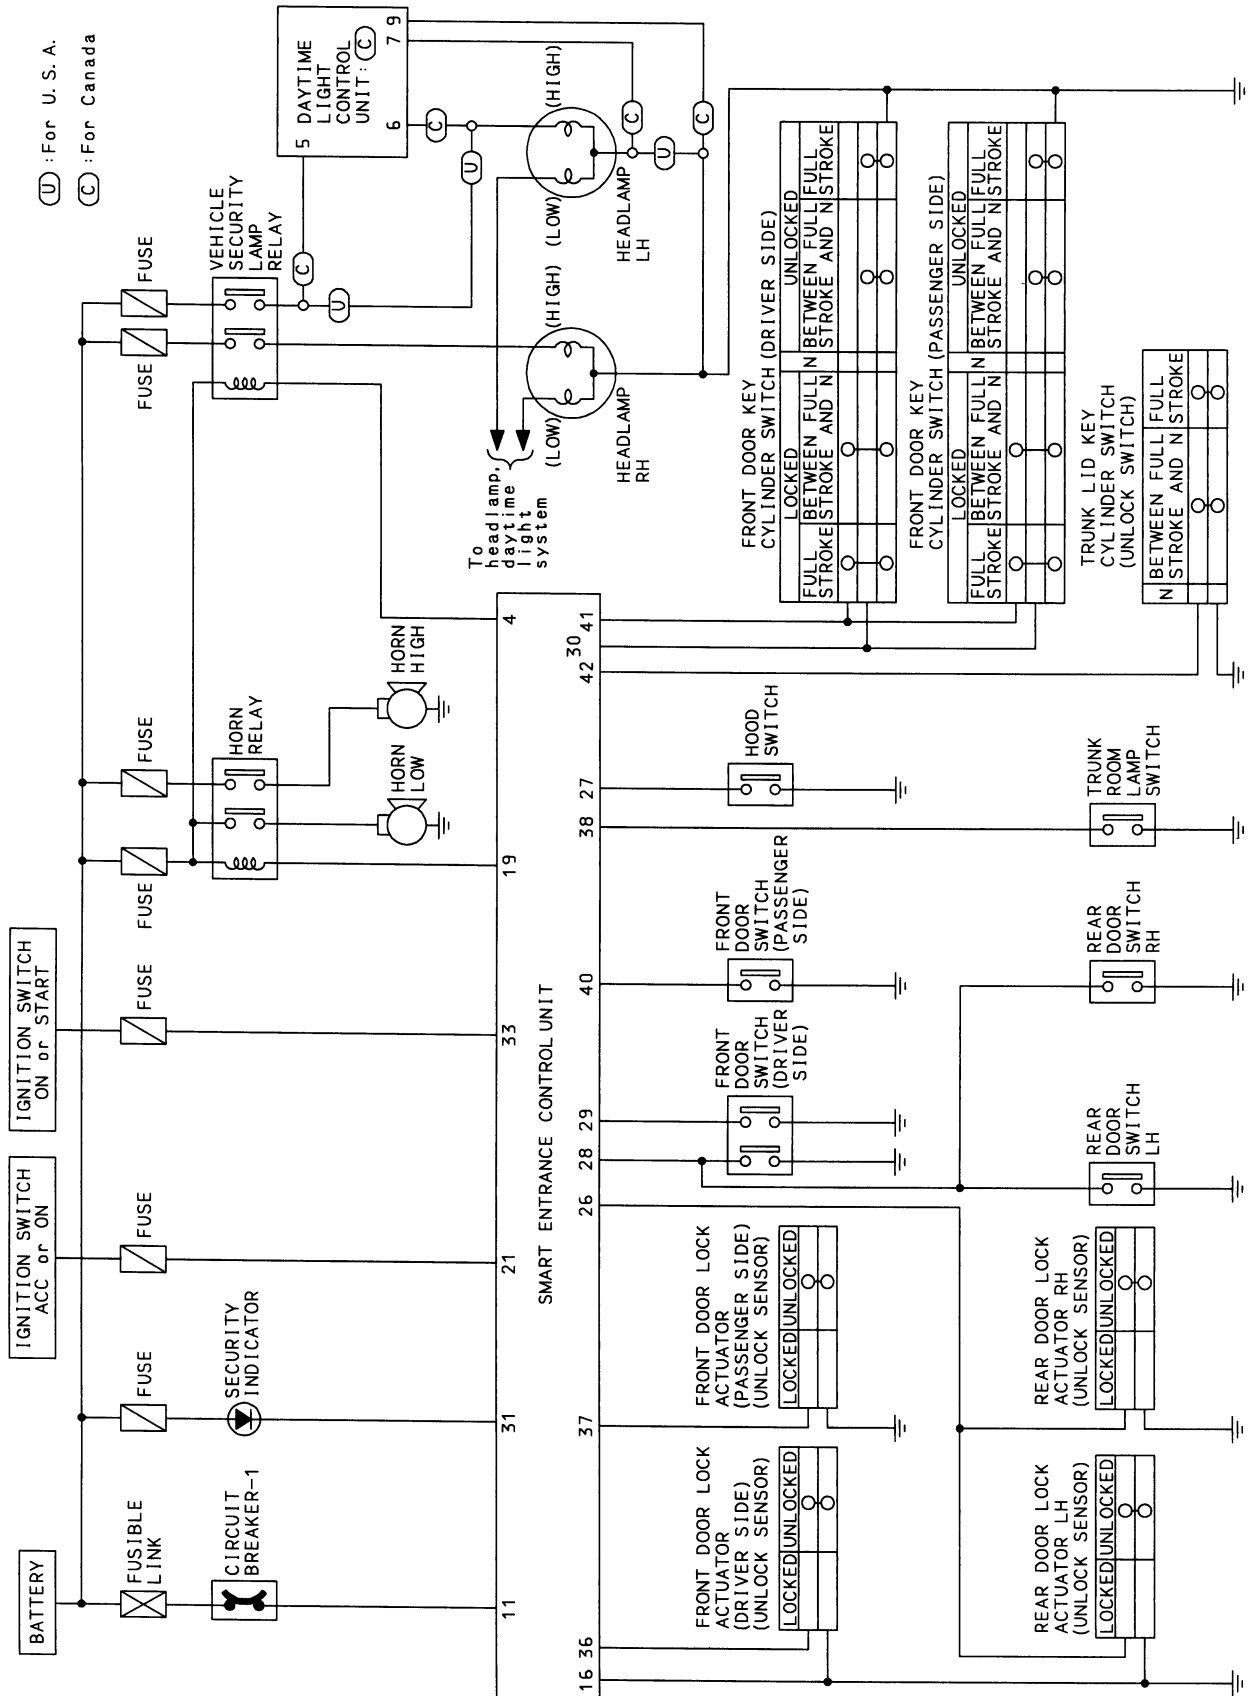 BATTERY
FUSIBLE
LINK
CIRCUIT
BREAKER-1
11
FUSE
SECURITY
INDICATOR
31
IGNITION SWITCH
ACC or ON
FUSE
21
IGNITION SWITCH
ON or START
FUSE
33
FUSE
FUSE
HORN
RELAY
HORN
LOW
HORN
HIGH
19
4
FUSE
FUSE
VEHICLE
SECURITY
LAMP
RELAY
U :For U. S. A.
C :For Canada
C
U
5
DAYTIME
LIGHT
CONTROL
UNIT: C
6
7
9
C
U
(HIGH)
(LOW)
HEADLAMP
LH
C
U
C
(HIGH)
(LOW)
HEADLAMP
RH
To
headlamp,
daytime
light
system
SMART ENTRANCE CONTROL UNIT
16
36
37
26
28
29
40
38
27
42
30
41
FRONT DOOR LOCK
ACTUATOR
(DRIVER SIDE)
(UNLOCK SENSOR)
LOCKED UNLOCKED
FRONT DOOR LOCK
ACTUATOR
(PASSENGER SIDE)
(UNLOCK SENSOR)
LOCKED UNLOCKED
FRONT
DOOR
SWITCH
(DRIVER
SIDE)
FRONT
DOOR
SWITCH
(PASSENGER
SIDE)
HOOD
SWITCH
FRONT DOOR KEY
CYLINDER SWITCH (DRIVER SIDE)
LOCKED
UNLOCKED
FULL
STROKE
BETWEEN FULL
STROKE AND N
N
BETWEEN FULL
STROKE AND N
FULL
STROKE
FRONT DOOR KEY
CYLINDER SWITCH (PASSENGER SIDE)
LOCKED
UNLOCKED
FULL
STROKE
BETWEEN FULL
STROKE AND N
N
BETWEEN FULL
STROKE AND N
FULL
STROKE
REAR DOOR LOCK
ACTUATOR LH
(UNLOCK SENSOR)
LOCKED UNLOCKED
REAR DOOR LOCK
ACTUATOR RH
(UNLOCK SENSOR)
LOCKED UNLOCKED
REAR
DOOR
SWITCH
LH
REAR
DOOR
SWITCH
RH
TRUNK
ROOM
LAMP
SWITCH
TRUNK LID KEY
CYLINDER SWITCH
(UNLOCK SWITCH)
N
BETWEEN FULL
STROKE AND N
FULL
STROKE